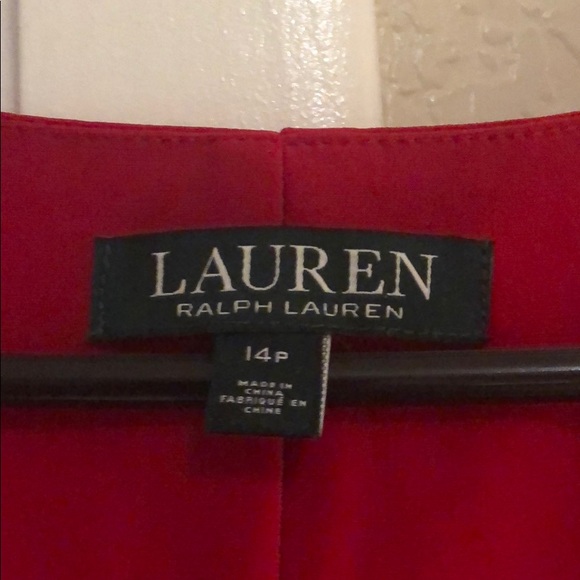 LAUREN
RALPH LAUREN
14P
MADE IN
CHINA
FABRIQUÉ EN
CHINE